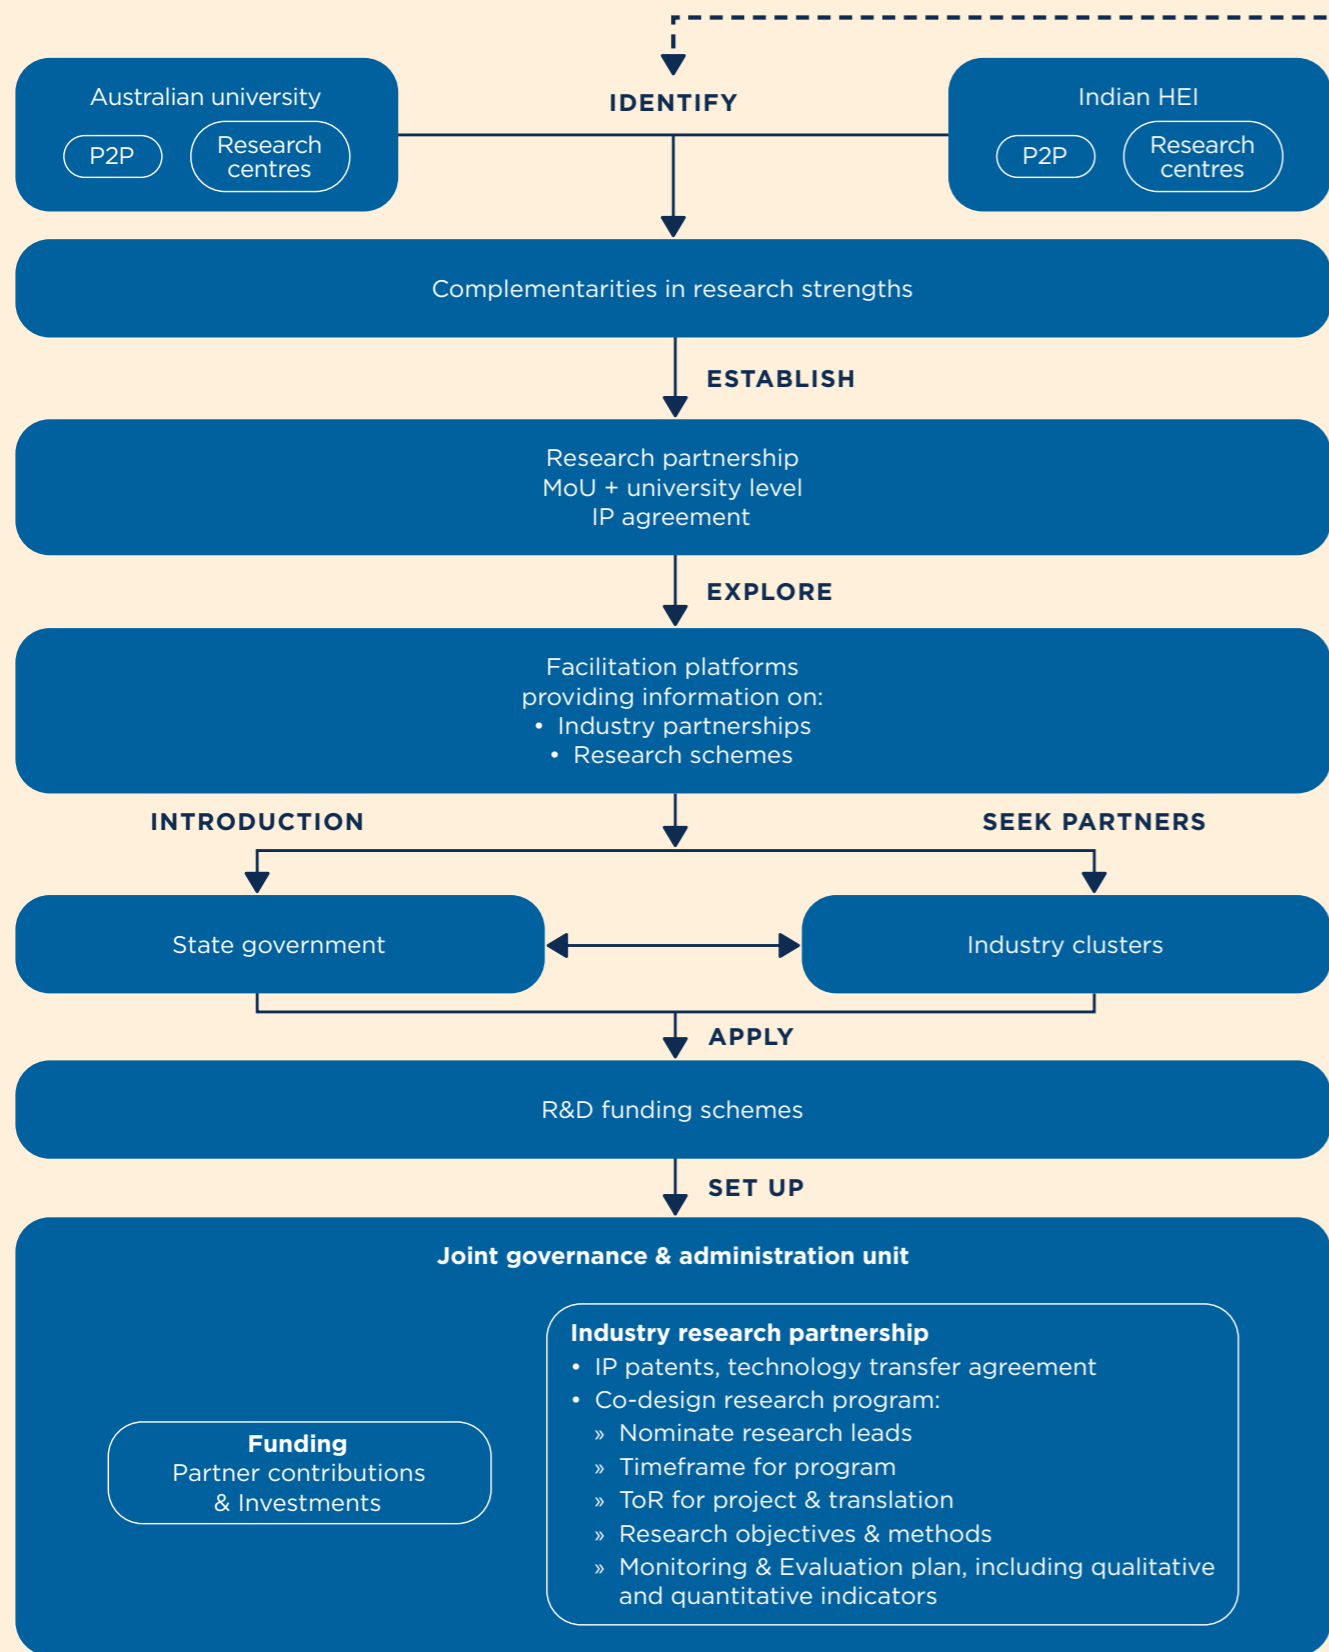 IDENTIFY
Australian university
P2P
Research
centres
Indian HEI
P2P
Research
centres
Complementarities in research strengths
ESTABLISH
Research partnership
MoU + university level
IP agreement
EXPLORE
Facilitation platforms
providing information on:
• Industry partnerships
• Research schemes
INTRODUCTION
SEEK PARTNERS
State government
Industry clusters
APPLY
R&D funding schemes
SET UP
Joint governance & administration unit
Funding
Partner contributions
& Investments
Industry research partnership
• IP patents, technology transfer agreement
• Co-design research program:
» Nominate research leads
» Timeframe for program
» ToR for project & translation
» Research objectives & methods
» Monitoring & Evaluation plan, including qualitative
and quantitative indicators